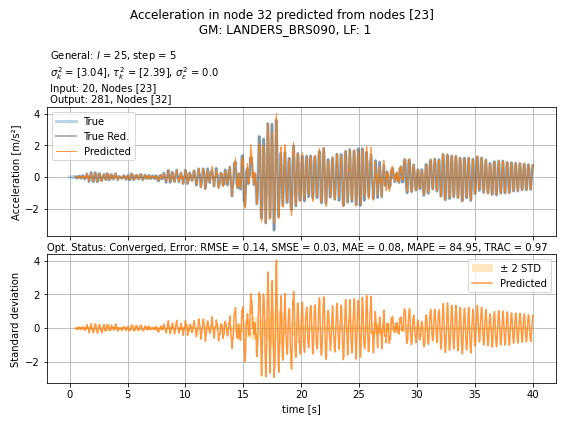 Acceleration in node 32 predicted from nodes [23]
GM: LANDERS_BRS090, LF: 1
General: l = 25, step = 5
σ²ₖ = [3.04], τ²ₖ = [2.39], σ²ε = 0.0
Input: 20, Nodes [23]
Output: 281, Nodes [32]
True
True Red.
Predicted
Acceleration [m/s²]
4
2
0
−2
Opt. Status: Converged, Error: RMSE = 0.14, SMSE = 0.03, MAE = 0.08, MAPE = 84.95, TRAC = 0.97
± 2 STD
Predicted
Standard deviation
4
2
0
−2
0 5 10 15 20 25 30 35 40
time [s]